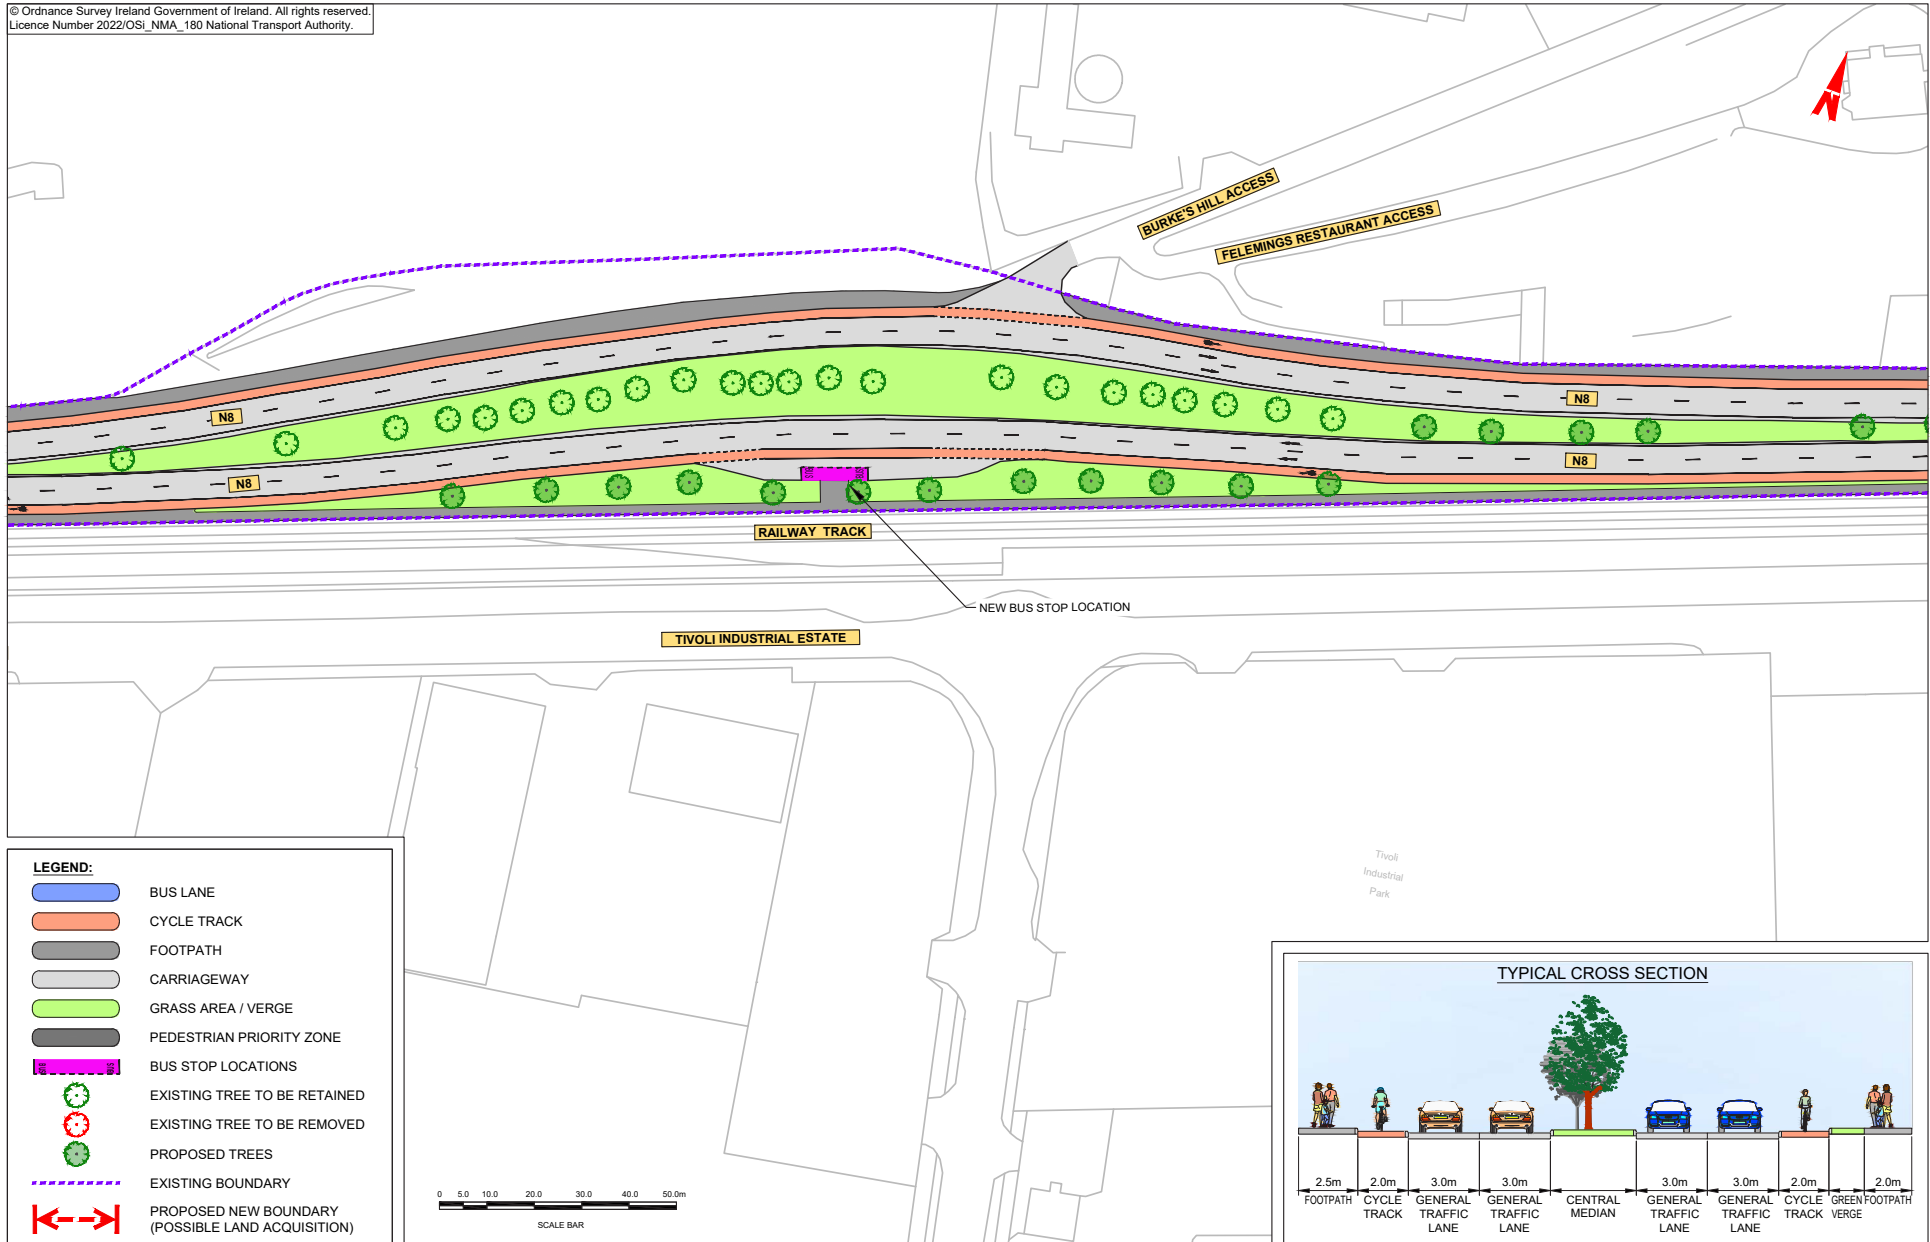 © Ordnance Survey Ireland Government of Ireland. All rights reserved.
Licence Number 2022/OSi_NMA_180 National Transport Authority.
N
BURKE'S HILL ACCESS
FELEMINGS RESTAURANT ACCESS
N8
N8
N8
N8
BUS
BUS
RAILWAY TRACK
NEW BUS STOP LOCATION
TIVOLI INDUSTRIAL ESTATE
Tivoli
Industrial
Park
LEGEND:
BUS LANE
CYCLE TRACK
FOOTPATH
CARRIAGEWAY
GRASS AREA / VERGE
PEDESTRIAN PRIORITY ZONE
BUS BUS
BUS STOP LOCATIONS
EXISTING TREE TO BE RETAINED
EXISTING TREE TO BE REMOVED
PROPOSED TREES
EXISTING BOUNDARY
PROPOSED NEW BOUNDARY
(POSSIBLE LAND ACQUISITION)
0 5.0 10.0 20.0 30.0 40.0 50.0m
SCALE BAR
TYPICAL CROSS SECTION
2.5m 2.0m 3.0m 3.0m 3.0m 3.0m 2.0m 2.0m
FOOTPATH CYCLE GENERAL GENERAL CENTRAL GENERAL GENERAL CYCLE GREEN FOOTPATH
TRACK TRAFFIC TRAFFIC MEDIAN TRAFFIC TRAFFIC TRACK VERGE
LANE LANE LANE LANE